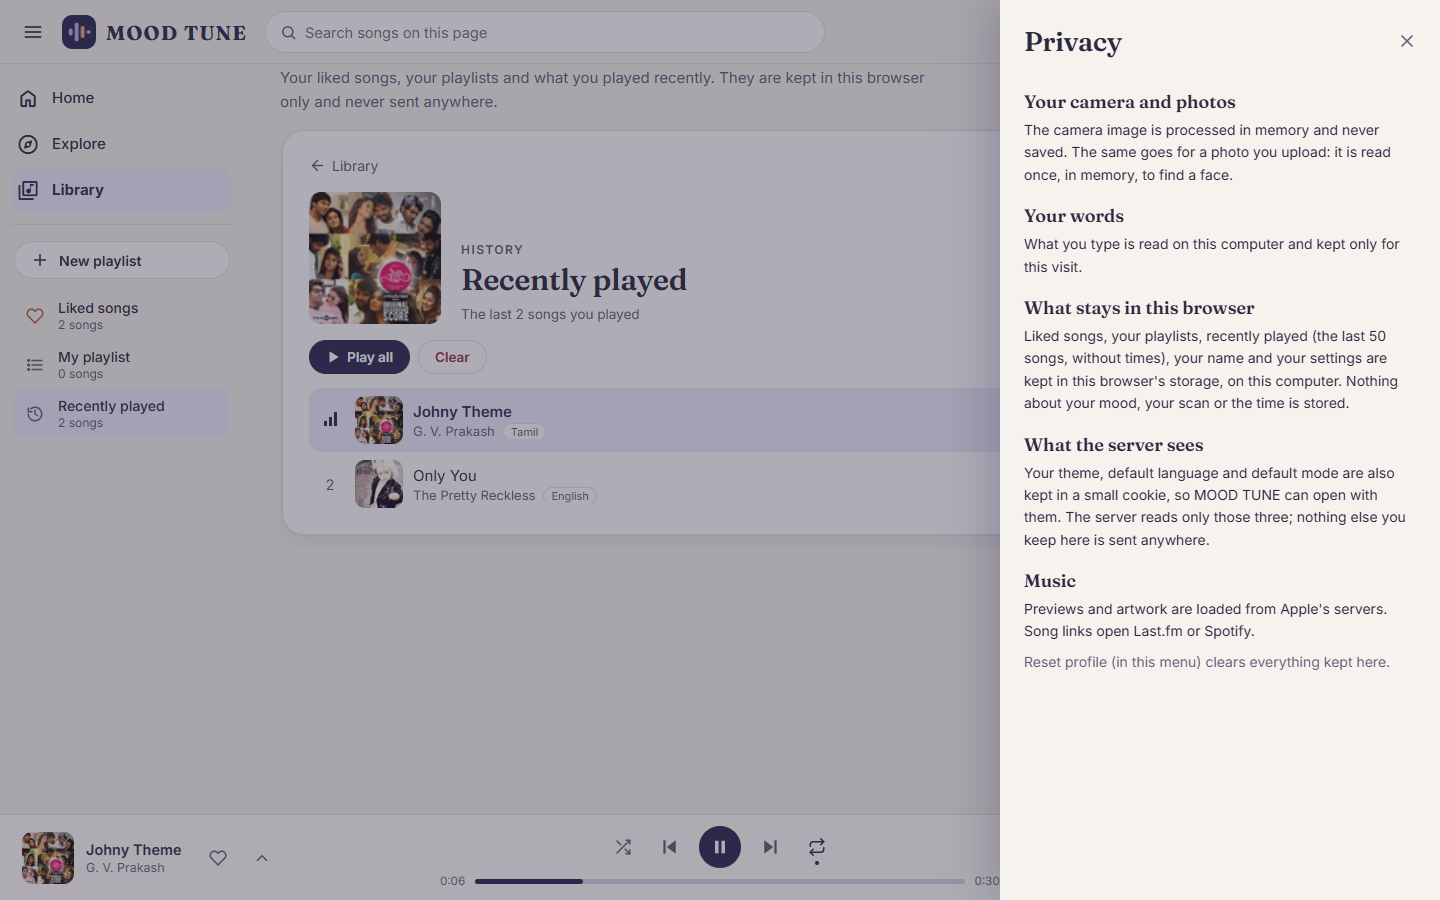 MOOD TUNE
Search songs on this page
Home
Explore
Library
New playlist
Liked songs
2 songs
My playlist
0 songs
Recently played
2 songs
Your liked songs, your playlists and what you played recently. They are kept in this browser
only and never sent anywhere.
Library
HISTORY
Recently played
The last 2 songs you played
Play all
Clear
Johny Theme
G. V. Prakash
Tamil
2
Only You
The Pretty Reckless
English
Johny Theme
G. V. Prakash
0:06
0:30
Privacy
Your camera and photos
The camera image is processed in memory and never
saved. The same goes for a photo you upload: it is read
once, in memory, to find a face.
Your words
What you type is read on this computer and kept only for
this visit.
What stays in this browser
Liked songs, your playlists, recently played (the last 50
songs, without times), your name and your settings are
kept in this browser's storage, on this computer. Nothing
about your mood, your scan or the time is stored.
What the server sees
Your theme, default language and default mode are also
kept in a small cookie, so MOOD TUNE can open with
them. The server reads only those three; nothing else you
keep here is sent anywhere.
Music
Previews and artwork are loaded from Apple's servers.
Song links open Last.fm or Spotify.
Reset profile (in this menu) clears everything kept here.